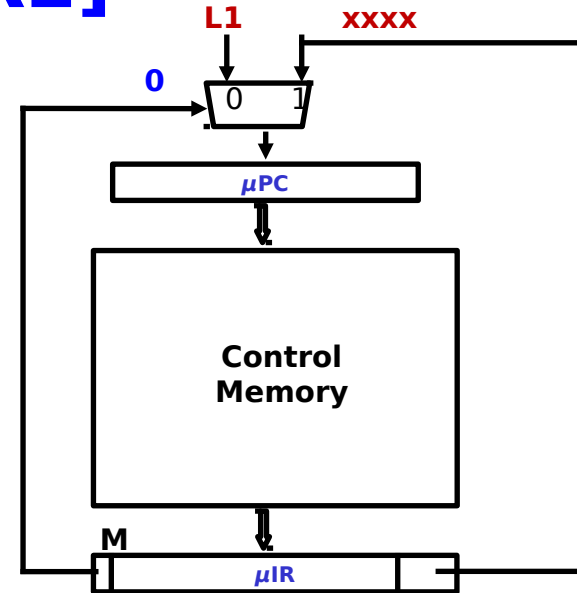 L1 xxxx
0
0 1
μPC
Control
Memory
M
μIR